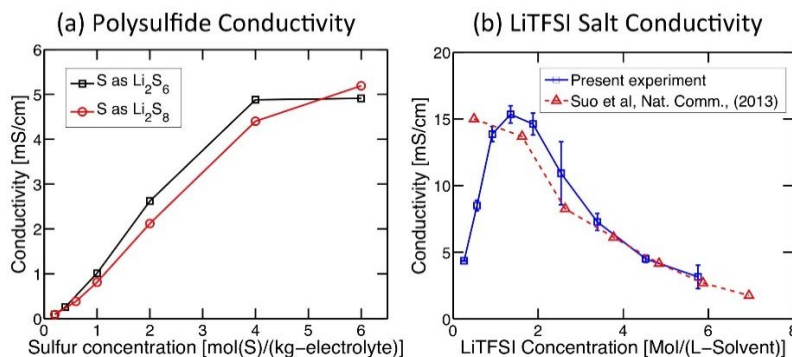 (a) Polysulfide Conductivity
6
5
4
3
2
1
0
Conductivity [mS/cm]
S as Li₂S₆
S as Li₂S₈
0 1 2 3 4 5 6
Sulfur concentration [mol(S)/(kg−electrolyte)]
(b) LiTFSI Salt Conductivity
20
15
10
5
0
Conductivity [mS/cm]
Present experiment
Suo et al, Nat. Comm., (2013)
0 2 4 6 8
LiTFSI Concentration [Mol/(L−Solvent)]